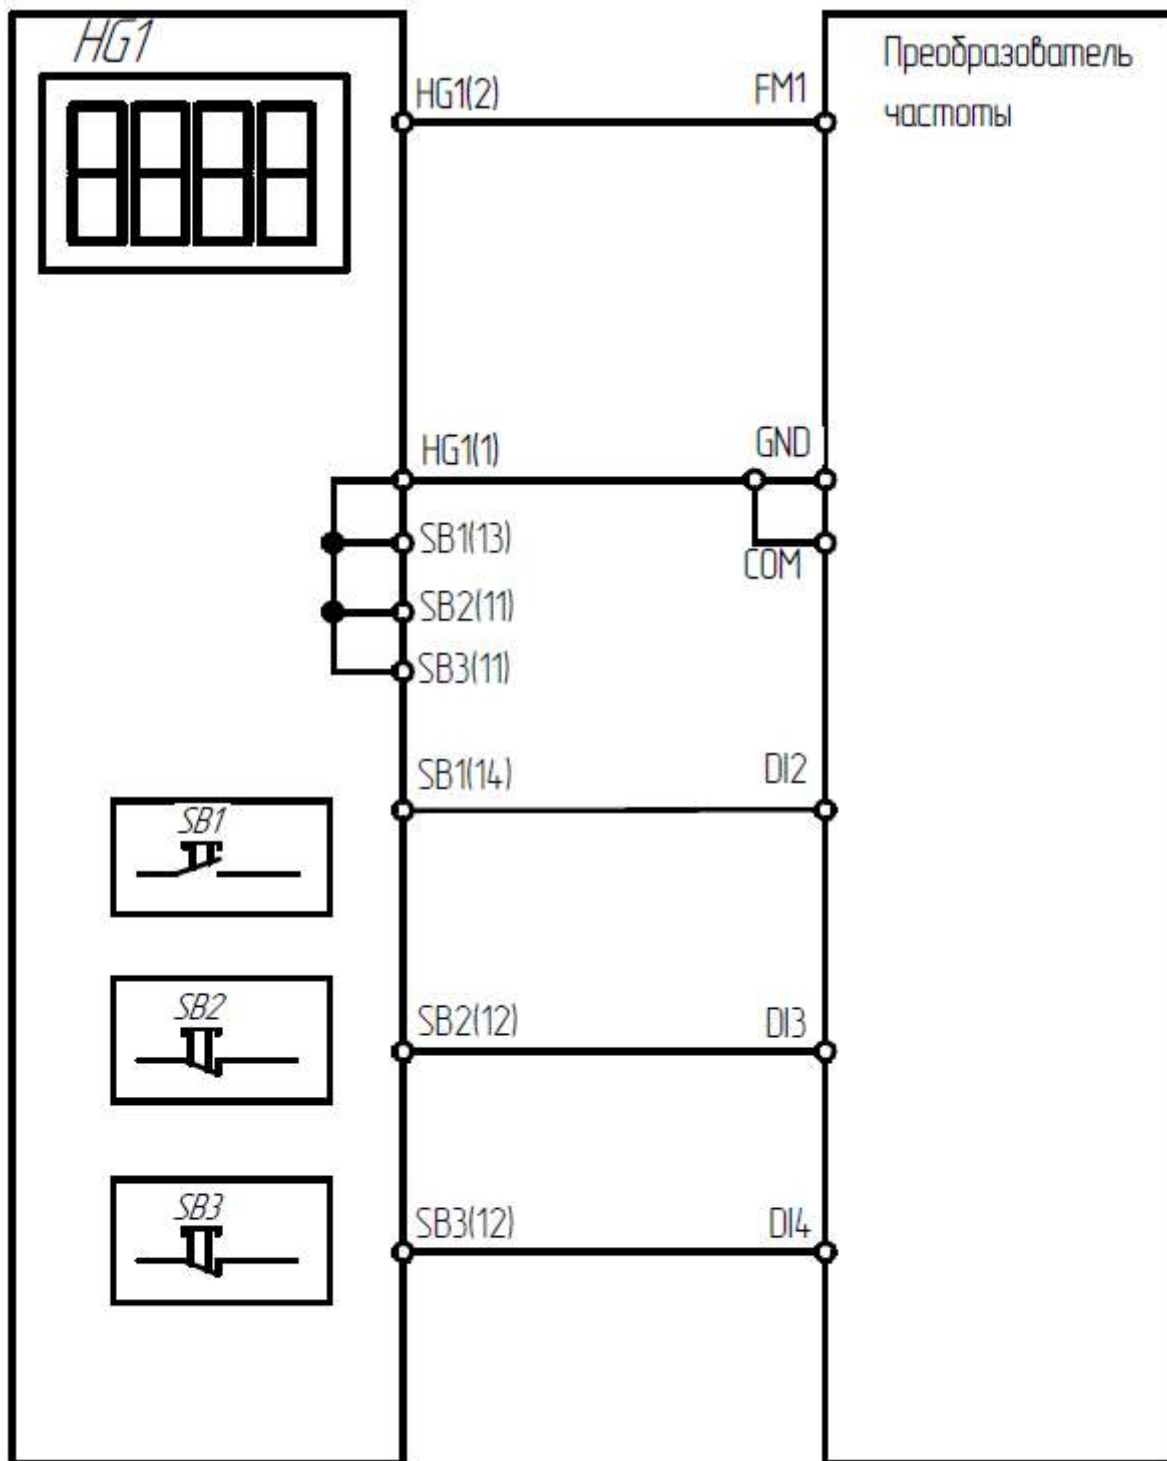 HG1
Преобразователь
частоты
HG1(2)
FM1
HG1(1)
GND
SB1(13)
COM
SB2(11)
SB3(11)
SB1(14)
DI2
SB1
SB2
SB2(12)
DI3
SB3
SB3(12)
DI4